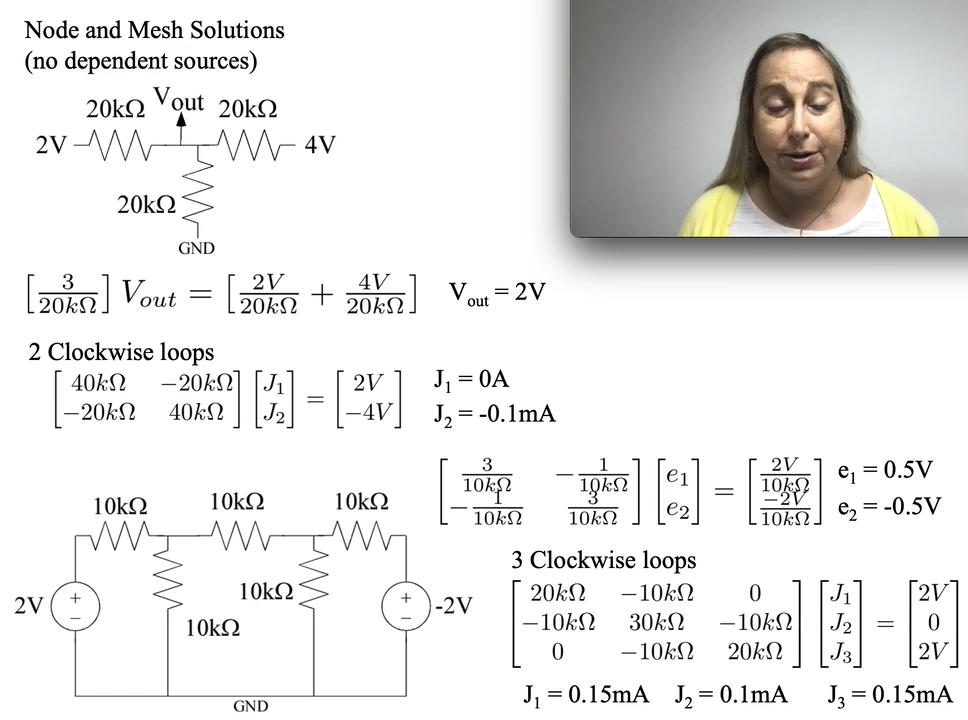 Node and Mesh Solutions
(no dependent sources)
20kΩ Vout 20kΩ
2V 4V
20kΩ
GND
[3/20kΩ] Vout = [2V/20kΩ + 4V/20kΩ] Vout = 2V
2 Clockwise loops
[40kΩ −20kΩ] [J1] = [2V] J1 = 0A
[−20kΩ 40kΩ] [J2] [−4V] J2 = -0.1mA
[3/10kΩ −1/10kΩ] [e1] = [2V/10kΩ] e1 = 0.5V
[−1/10kΩ 3/10kΩ] [e2] [−2V/10kΩ] e2 = -0.5V
10kΩ 10kΩ 10kΩ
10kΩ
2V + − + − -2V
10kΩ
GND
3 Clockwise loops
[20kΩ −10kΩ 0] [J1] [2V]
[−10kΩ 30kΩ −10kΩ] [J2] = [0]
[0 −10kΩ 20kΩ] [J3] [2V]
J1 = 0.15mA J2 = 0.1mA J3 = 0.15mA